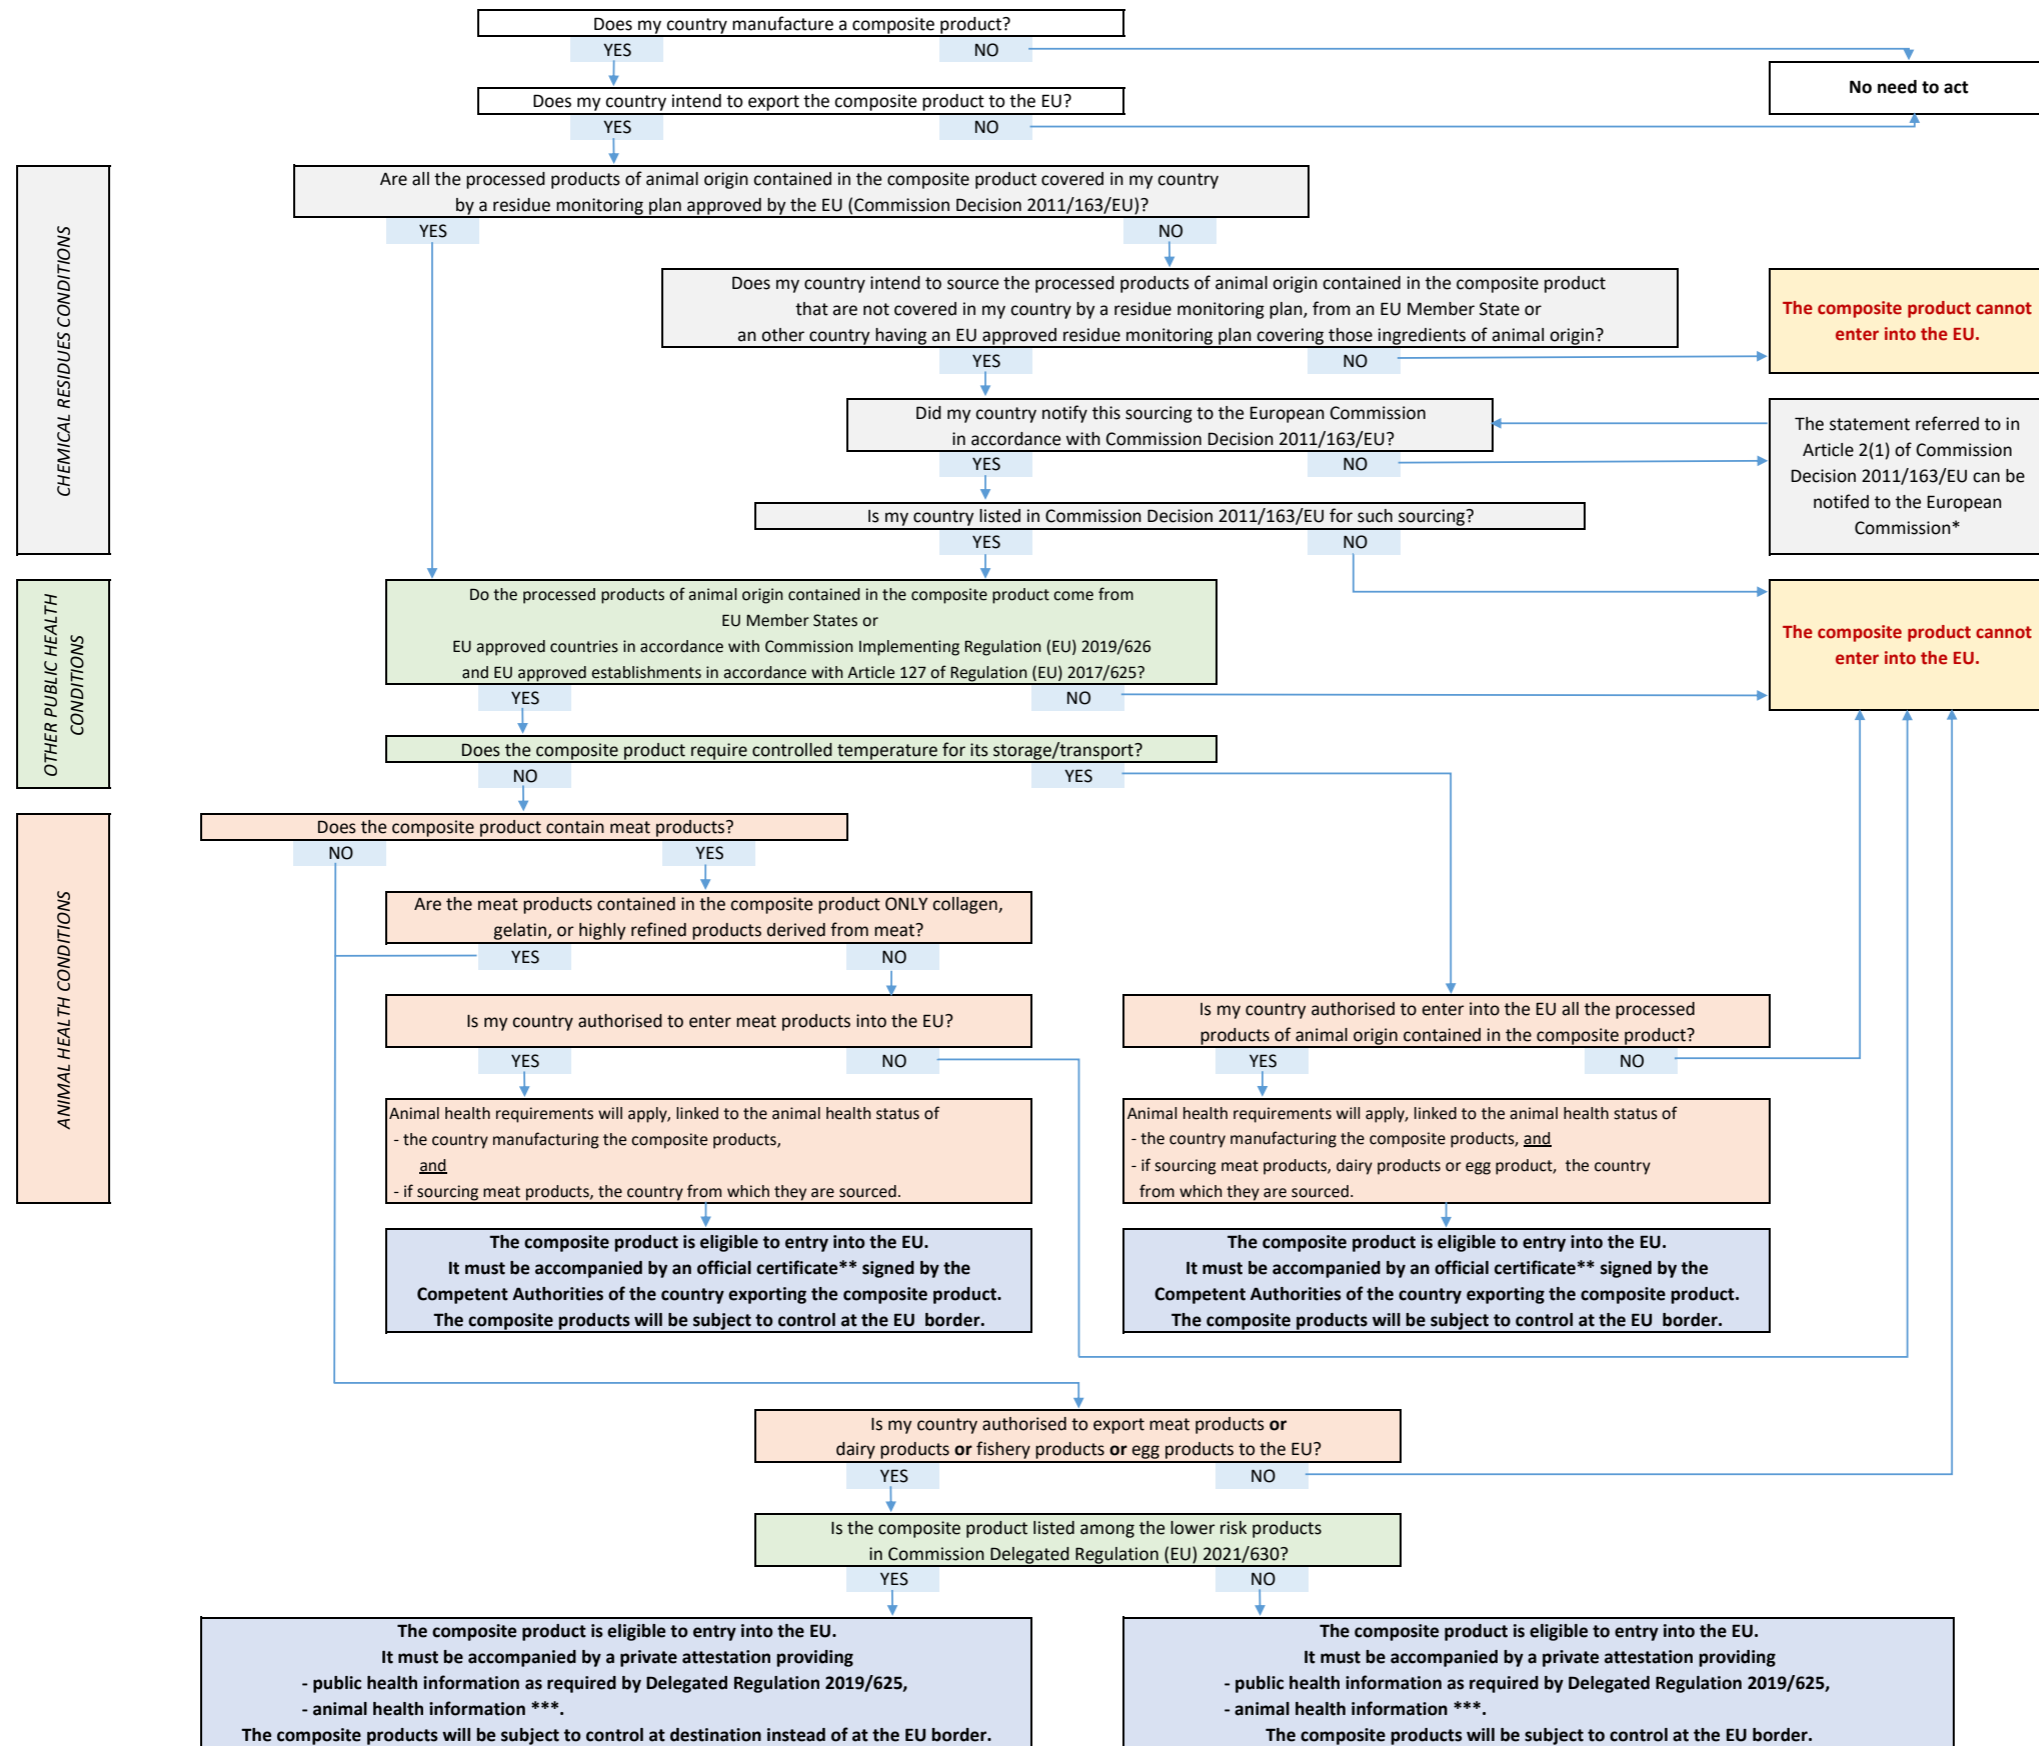 Does my country manufacture a composite product?
YES
NO
No need to act
Does my country intend to export the composite product to the EU?
YES
NO
CHEMICAL RESIDUES CONDITIONS
Are all the processed products of animal origin contained in the composite product covered in my country
by a residue monitoring plan approved by the EU (Commission Decision 2011/163/EU)?
YES
NO
Does my country intend to source the processed products of animal origin contained in the composite product
that are not covered in my country by a residue monitoring plan, from an EU Member State or
an other country having an EU approved residue monitoring plan covering those ingredients of animal origin?
YES
NO
The composite product cannot
enter into the EU.
Did my country notify this sourcing to the European Commission
in accordance with Commission Decision 2011/163/EU?
YES
NO
The statement referred to in
Article 2(1) of Commission
Decision 2011/163/EU can be
notifed to the European
Commission*
Is my country listed in Commission Decision 2011/163/EU for such sourcing?
YES
NO
OTHER PUBLIC HEALTH
CONDITIONS
Do the processed products of animal origin contained in the composite product come from
EU Member States or
EU approved countries in accordance with Commission Implementing Regulation (EU) 2019/626
and EU approved establishments in accordance with Article 127 of Regulation (EU) 2017/625?
YES
NO
The composite product cannot
enter into the EU.
Does the composite product require controlled temperature for its storage/transport?
NO
YES
ANIMAL HEALTH CONDITIONS
Does the composite product contain meat products?
NO
YES
Are the meat products contained in the composite product ONLY collagen,
gelatin, or highly refined products derived from meat?
YES
NO
Is my country authorised to enter meat products into the EU?
YES
NO
Is my country authorised to enter into the EU all the processed
products of animal origin contained in the composite product?
YES
NO
Animal health requirements will apply, linked to the animal health status of
- the country manufacturing the composite products,
and
- if sourcing meat products, the country from which they are sourced.
Animal health requirements will apply, linked to the animal health status of
- the country manufacturing the composite products, and
- if sourcing meat products, dairy products or egg product, the country
from which they are sourced.
The composite product is eligible to entry into the EU.
It must be accompanied by an official certificate** signed by the
Competent Authorities of the country exporting the composite product.
The composite products will be subject to control at the EU border.
The composite product is eligible to entry into the EU.
It must be accompanied by an official certificate** signed by the
Competent Authorities of the country exporting the composite product.
The composite products will be subject to control at the EU border.
Is my country authorised to export meat products or
dairy products or fishery products or egg products to the EU?
YES
NO
Is the composite product listed among the lower risk products
in Commission Delegated Regulation (EU) 2021/630?
YES
NO
The composite product is eligible to entry into the EU.
It must be accompanied by a private attestation providing
- public health information as required by Delegated Regulation 2019/625,
- animal health information ***.
The composite products will be subject to control at destination instead of at the EU border.
The composite product is eligible to entry into the EU.
It must be accompanied by a private attestation providing
- public health information as required by Delegated Regulation 2019/625,
- animal health information ***.
The composite products will be subject to control at the EU border.